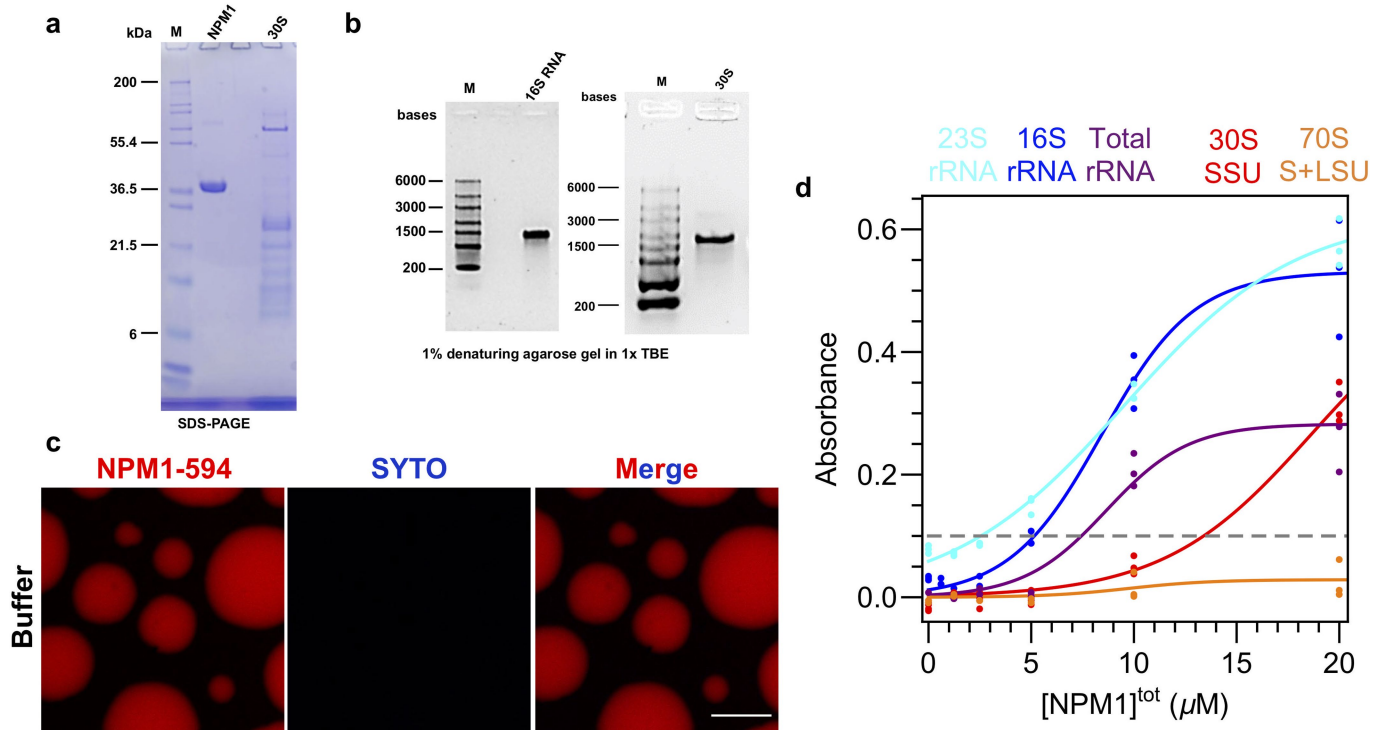 a
kDa M NPM1 30S
200
55.4
36.5
21.5
6
SDS-PAGE
b
M 16S RNA
bases
6000
3000
1500
200
M 30S
bases
6000
3000
1500
200
1% denaturing agarose gel in 1x TBE
c
NPM1-594 SYTO Merge
Buffer
d
23S 16S Total 30S 70S
rRNA rRNA rRNA SSU S+LSU
Absorbance
0.6
0.4
0.2
0.0
0 5 10 15 20
[NPM1]^tot (µM)